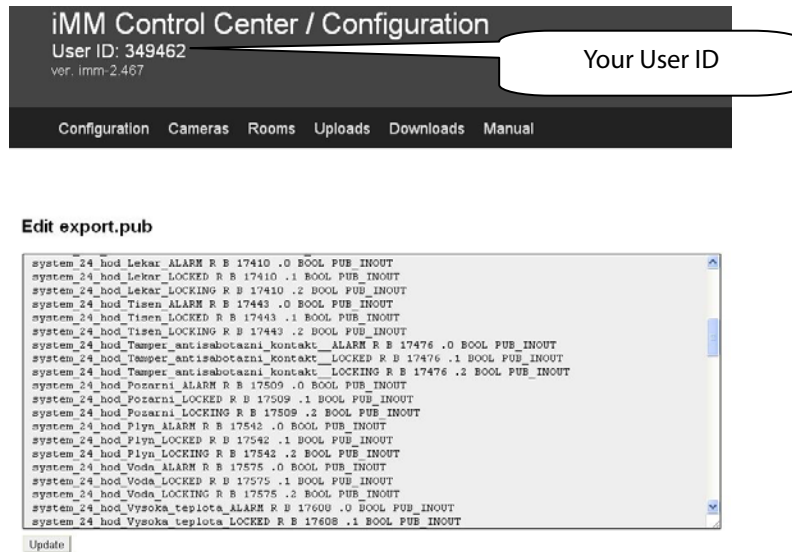 iMM Control Center / Configuration
User ID: 349462
ver. imm-2.467
Your User ID
Configuration Cameras Rooms Uploads Downloads Manual
Edit export.pub
system_24_hod_Lekar_ALARM R B 17410 .0 BOOL PUB_INOUT
system_24_hod_Lekar_LOCKED R B 17410 .1 BOOL PUB_INOUT
system_24_hod_Lekar_LOCKING R B 17410 .2 BOOL PUB_INOUT
system_24_hod_Tisen_ALARM R B 17443 .0 BOOL PUB_INOUT
system_24_hod_Tisen_LOCKED R B 17443 .1 BOOL PUB_INOUT
system_24_hod_Tisen_LOCKING R B 17443 .2 BOOL PUB_INOUT
system_24_hod_Tamper_antisabotazni_kontakt__ALARM R B 17476 .0 BOOL PUB_INOUT
system_24_hod_Tamper_antisabotazni_kontakt__LOCKED R B 17476 .1 BOOL PUB_INOUT
system_24_hod_Tamper_antisabotazni_kontakt__LOCKING R B 17476 .2 BOOL PUB_INOUT
system_24_hod_Pozarni_ALARM R B 17509 .0 BOOL PUB_INOUT
system_24_hod_Pozarni_LOCKED R B 17509 .1 BOOL PUB_INOUT
system_24_hod_Pozarni_LOCKING R B 17509 .2 BOOL PUB_INOUT
system_24_hod_Plyn_ALARM R B 17542 .0 BOOL PUB_INOUT
system_24_hod_Plyn_LOCKED R B 17542 .1 BOOL PUB_INOUT
system_24_hod_Plyn_LOCKING R B 17542 .2 BOOL PUB_INOUT
system_24_hod_Voda_ALARM R B 17575 .0 BOOL PUB_INOUT
system_24_hod_Voda_LOCKED R B 17575 .1 BOOL PUB_INOUT
system_24_hod_Voda_LOCKING R B 17575 .2 BOOL PUB_INOUT
system_24_hod_Vysoka_teplota_ALARM R B 17608 .0 BOOL PUB_INOUT
system_24_hod_Vysoka_teplota_LOCKED R B 17608 .1 BOOL PUB_INOUT
Update